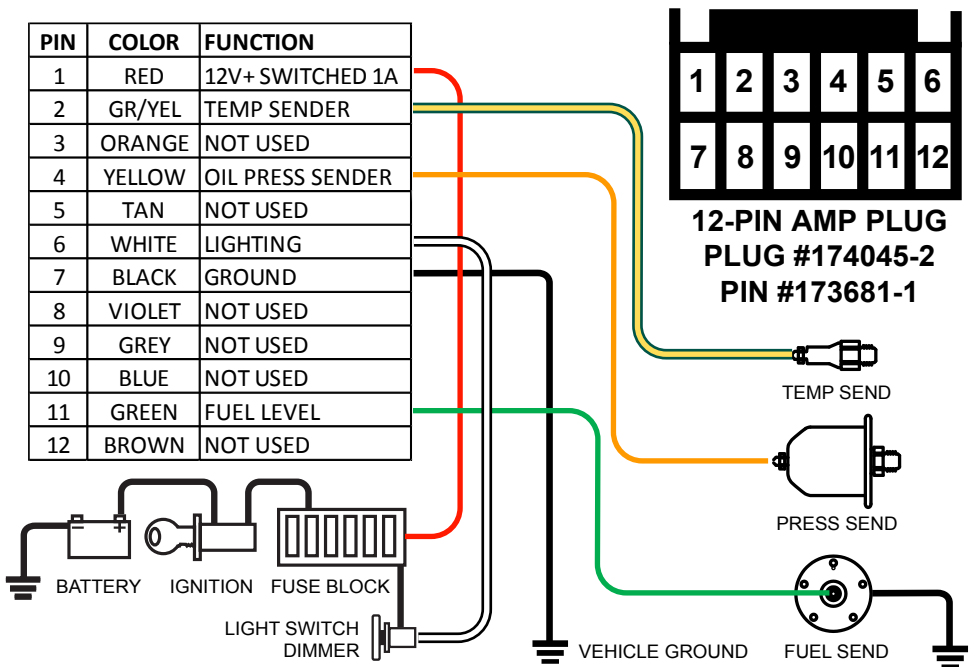 PIN COLOR FUNCTION
1 RED 12V+ SWITCHED 1A
2 GR/YEL TEMP SENDER
3 ORANGE NOT USED
4 YELLOW OIL PRESS SENDER
5 TAN NOT USED
6 WHITE LIGHTING
7 BLACK GROUND
8 VIOLET NOT USED
9 GREY NOT USED
10 BLUE NOT USED
11 GREEN FUEL LEVEL
12 BROWN NOT USED
1 2 3 4 5 6
7 8 9 10 11 12
12-PIN AMP PLUG
PLUG #174045-2
PIN #173681-1
TEMP SEND
PRESS SEND
− +
BATTERY IGNITION FUSE BLOCK
LIGHT SWITCH
DIMMER
VEHICLE GROUND FUEL SEND